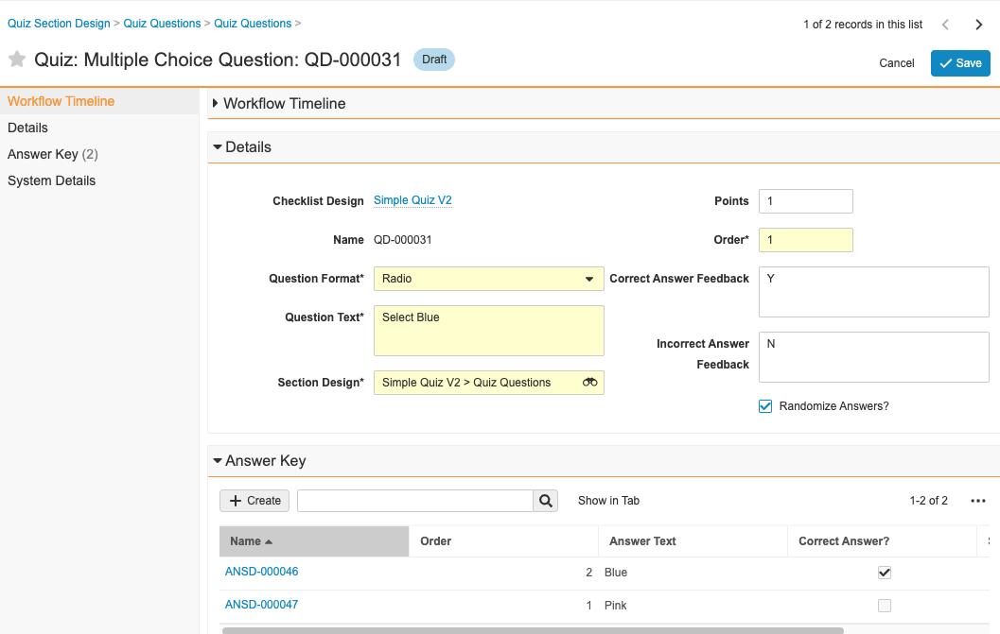 Quiz Section Design > Quiz Questions > Quiz Questions >
1 of 2 records in this list
Quiz: Multiple Choice Question: QD-000031 Draft
Cancel Save
Workflow Timeline
Details
Answer Key (2)
System Details
Workflow Timeline
Details
Checklist Design Simple Quiz V2
Points 1
Name QD-000031
Order* 1
Question Format* Radio
Correct Answer Feedback Y
Question Text* Select Blue
Incorrect Answer
Feedback
N
Section Design* Simple Quiz V2 > Quiz Questions
Randomize Answers?
Answer Key
Create
Show in Tab
1-2 of 2
Name Order Answer Text Correct Answer?
ANSD-000046 2 Blue
ANSD-000047 1 Pink